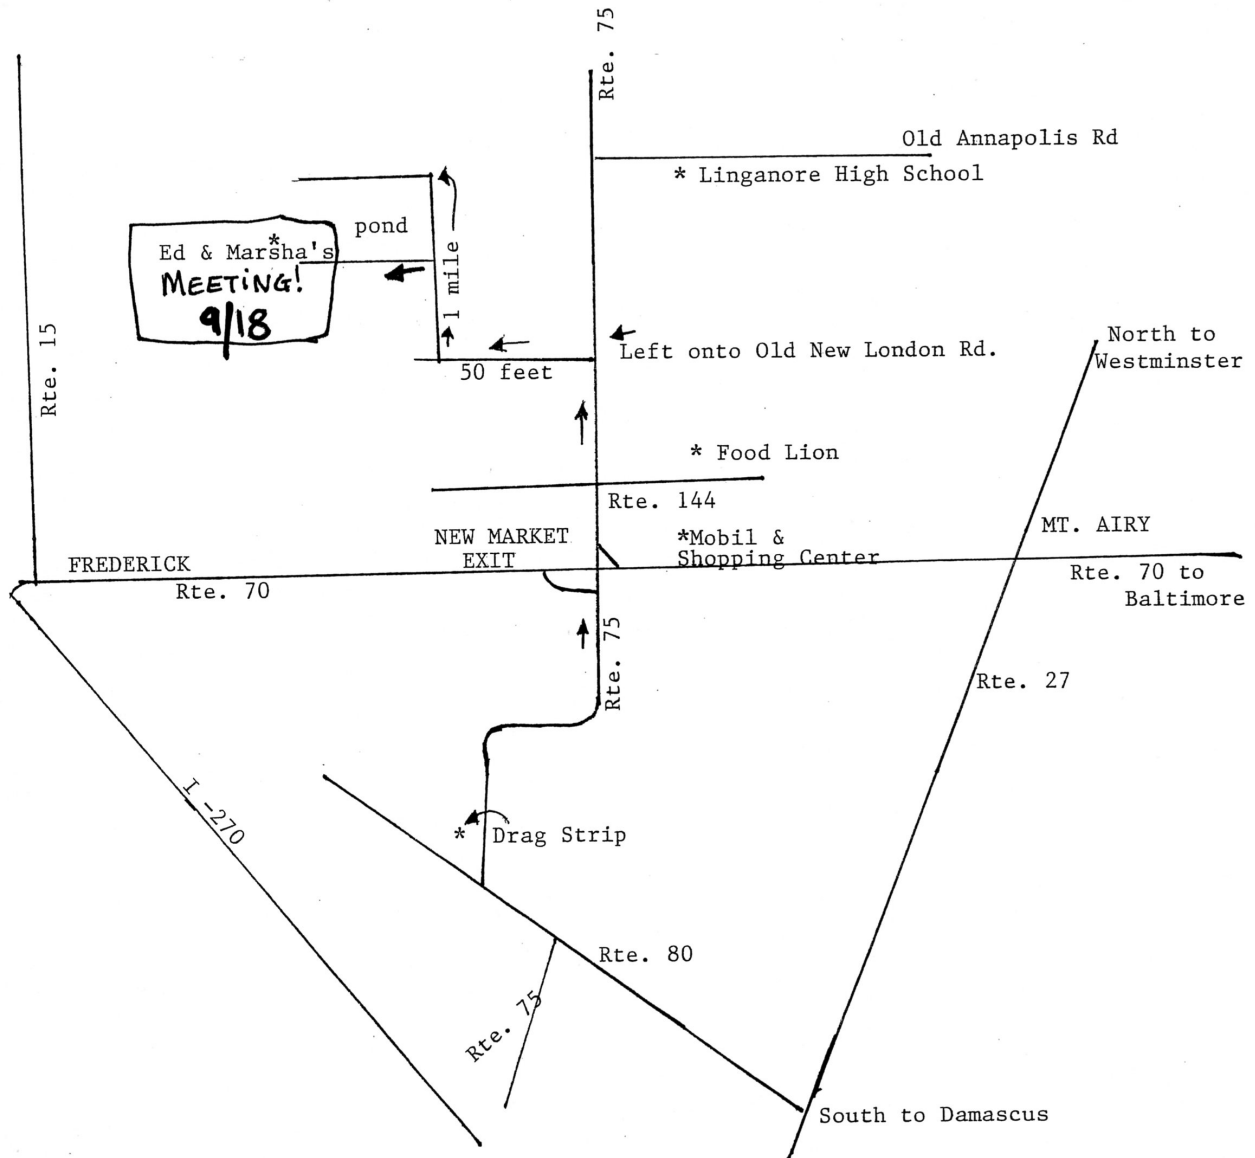 Rte. 75
Old Annapolis Rd
* Linganore High School
pond
*
Ed & Marsha's
MEETING!
9/18
1 mile
Rte. 15
Left onto Old New London Rd.
50 feet
North to
Westminster
* Food Lion
Rte. 144
MT. AIRY
NEW MARKET
EXIT
*Mobil &
Shopping Center
FREDERICK
Rte. 70
Rte. 70 to
Baltimore
Rte. 75
Rte. 27
I -270
* Drag Strip
Rte. 80
Rte. 75
South to Damascus